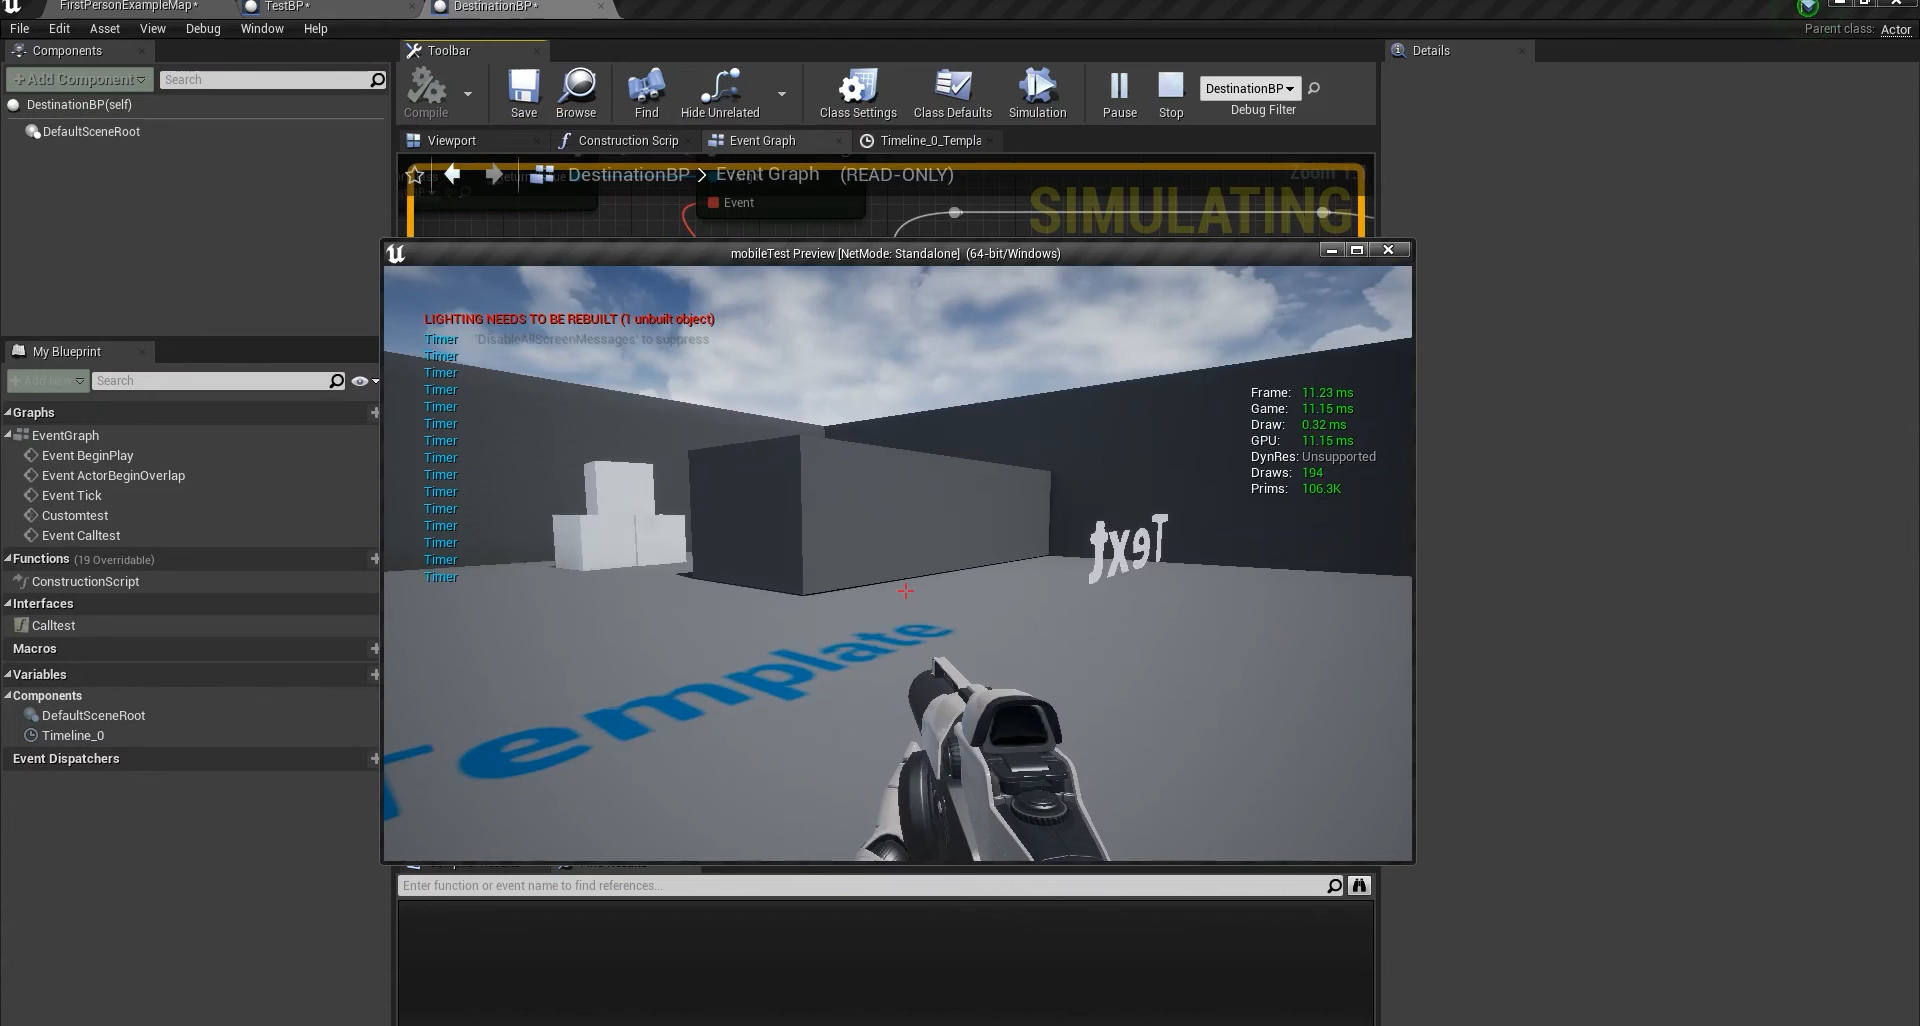 FirstPersonExampleMap*
TestBP*
DestinationBP*
File Edit Asset View Debug Window Help
Parent class: Actor
Components
Toolbar
Details
+Add Component
Search
DestinationBP(self)
DefaultSceneRoot
Compile
Save
Browse
Find
Hide Unrelated
Class Settings
Class Defaults
Simulation
Pause
Stop
DestinationBP
Debug Filter
Viewport
Construction Scrip
Event Graph
Timeline_0_Templa
DestinationBP > Event Graph (READ-ONLY)
Event
SIMULATING
mobileTest Preview [NetMode: Standalone] (64-bit/Windows)
LIGHTING NEEDS TO BE REBUILT (1 unbuilt object)
Timer 'DisableAllScreenMessages' to suppress
Timer
Timer
Timer
Timer
Timer
Timer
Timer
Timer
Timer
Timer
Timer
Timer
Timer
Timer
Frame: 11.23 ms
Game: 11.15 ms
Draw: 0.32 ms
GPU: 11.15 ms
DynRes: Unsupported
Draws: 194
Prims: 106.3K
Text
Template
My Blueprint
+ Add New
Search
Graphs
EventGraph
Event BeginPlay
Event ActorBeginOverlap
Event Tick
Customtest
Event Calltest
Functions (19 Overridable)
ConstructionScript
Interfaces
Calltest
Macros
Variables
Components
DefaultSceneRoot
Timeline_0
Event Dispatchers
Enter function or event name to find references...